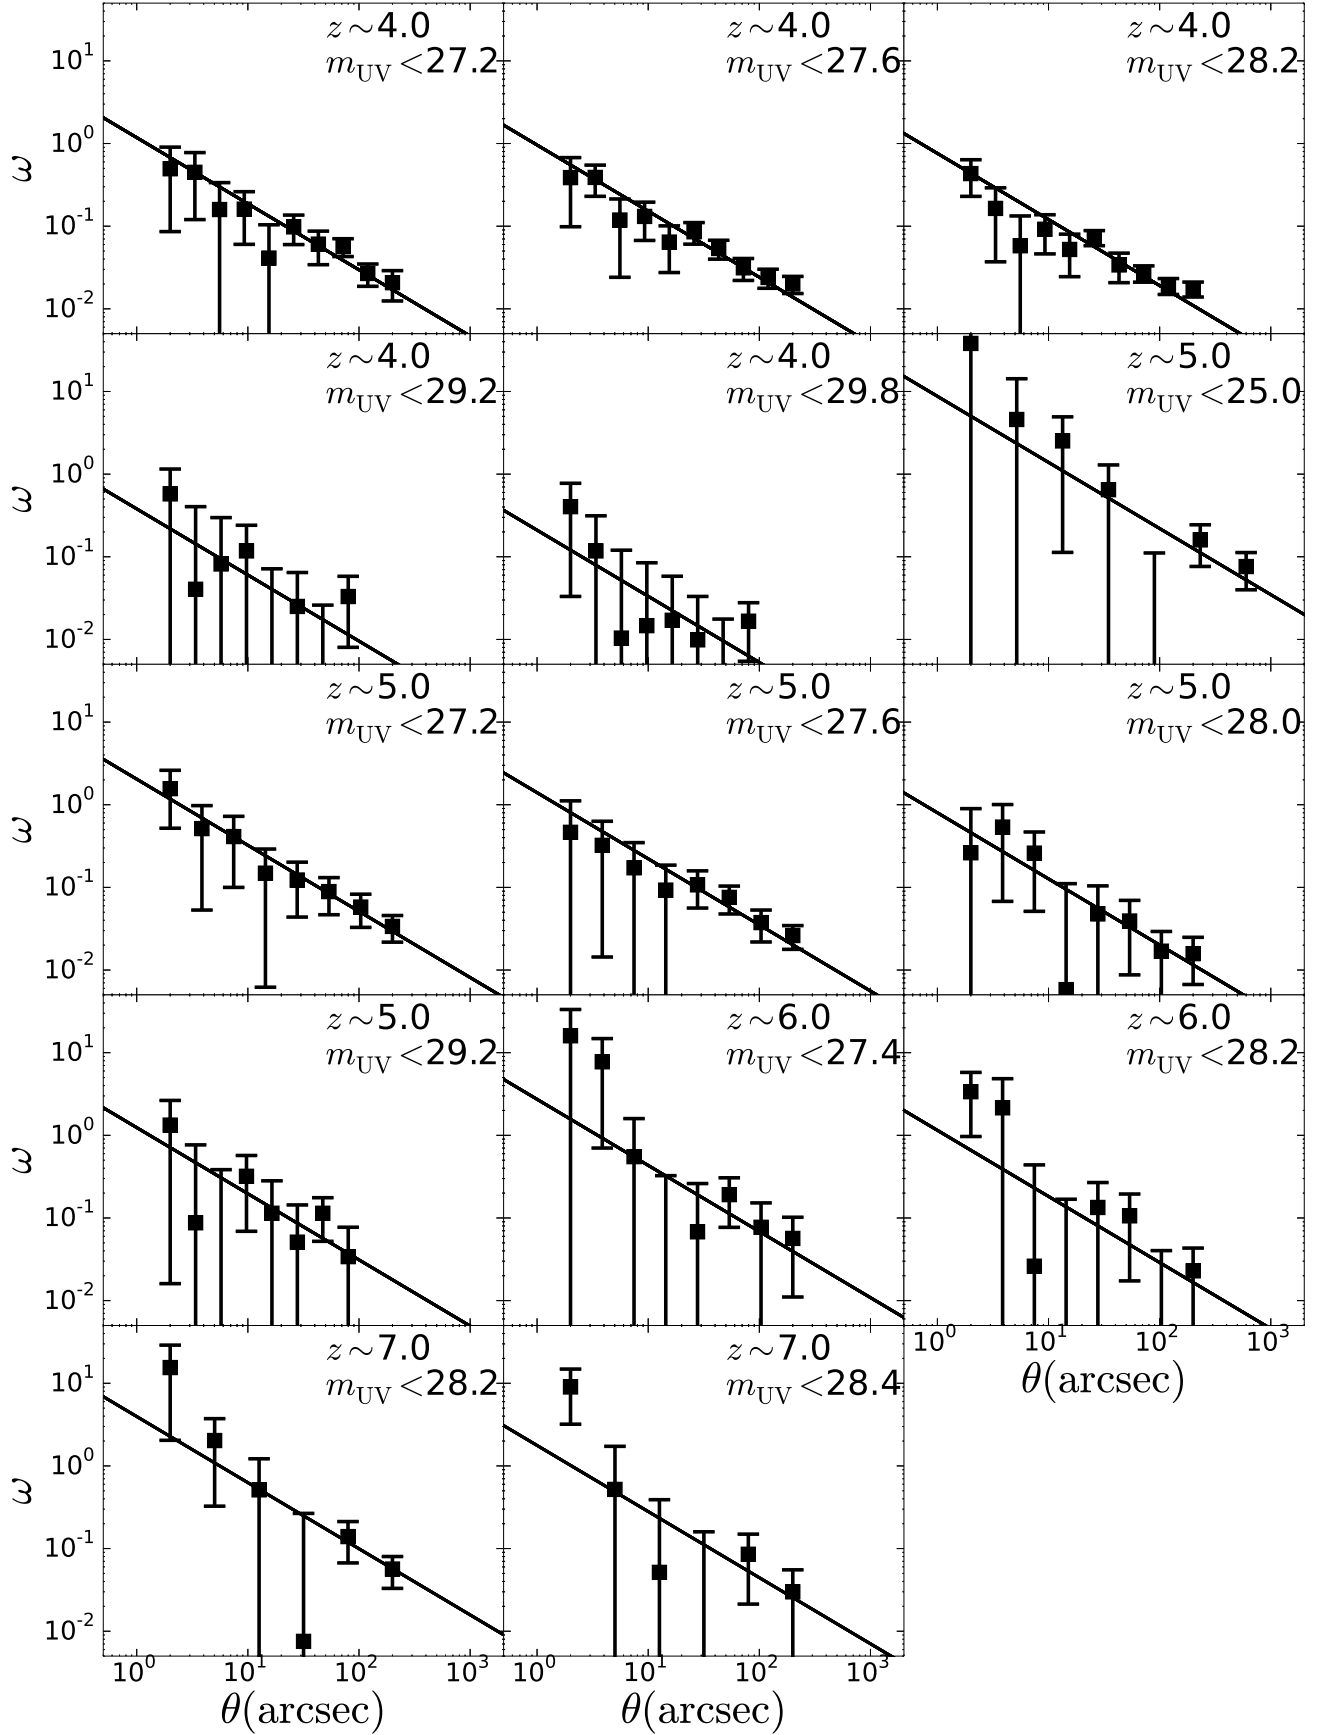 z∼4.0
m_UV<27.2
z∼4.0
m_UV<27.6
z∼4.0
m_UV<28.2
10^1
10^0
10^-1
10^-2
ω
z∼4.0
m_UV<29.2
z∼4.0
m_UV<29.8
z∼5.0
m_UV<25.0
10^1
10^0
10^-1
10^-2
ω
z∼5.0
m_UV<27.2
z∼5.0
m_UV<27.6
z∼5.0
m_UV<28.0
10^1
10^0
10^-1
10^-2
ω
z∼5.0
m_UV<29.2
z∼6.0
m_UV<27.4
z∼6.0
m_UV<28.2
10^1
10^0
10^-1
10^-2
ω
10^0 10^1 10^2 10^3
θ(arcsec)
z∼7.0
m_UV<28.2
z∼7.0
m_UV<28.4
10^1
10^0
10^-1
10^-2
ω
10^0 10^1 10^2 10^3
θ(arcsec)
10^0 10^1 10^2 10^3
θ(arcsec)